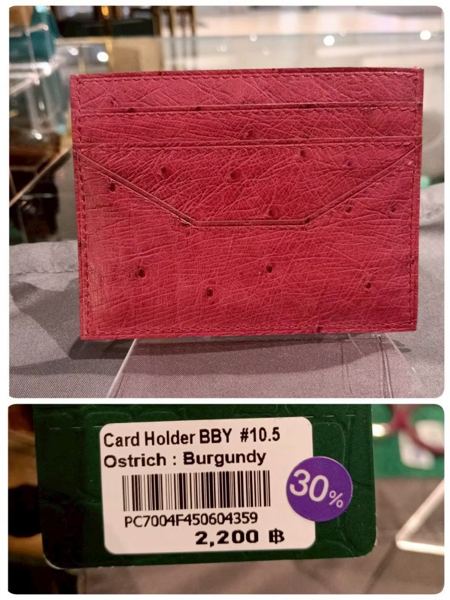 Card Holder BBY #10.5
Ostrich : Burgundy
30%
PC7004F450604359
2,200 ฿